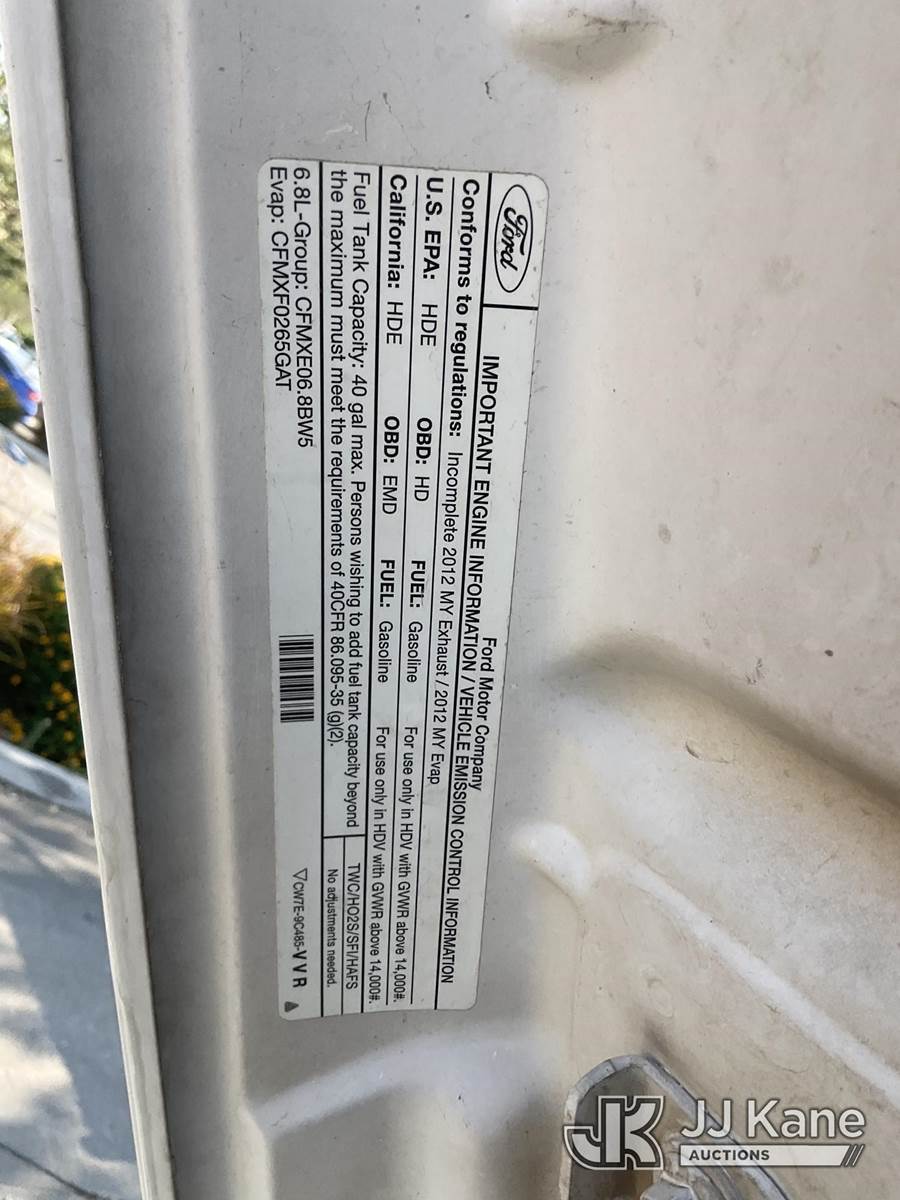 Ford
Ford Motor Company
IMPORTANT ENGINE INFORMATION / VEHICLE EMISSION CONTROL INFORMATION
Conforms to regulations: Incomplete 2012 MY Exhaust / 2012 MY Evap
U.S. EPA: HDE OBD: HD FUEL: Gasoline For use only in HDV with GVWR above 14,000#.
California: HDE OBD: EMD FUEL: Gasoline For use only in HDV with GVWR above 14,000#.
Fuel Tank Capacity: 40 gal max. Persons wishing to add fuel tank capacity beyond
the maximum must meet the requirements of 40CFR 86.095-35 (g)(2).
TWC/HO2S/SFI/HAFS
No adjustments needed.
6.8L-Group: CFMXE06.8BW5
Evap: CFMXF0265GAT
CW7E-9C485-VVR
JK JJ Kane
AUCTIONS